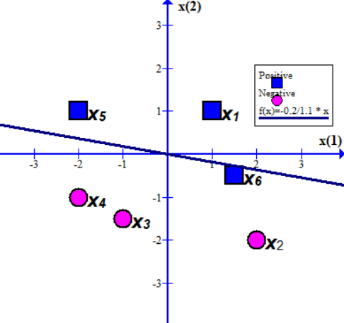 x(2)
3
2
1
x5
x1
Positive
Negative
f(x)=-0.2/1.1 * x
x(1)
-3 -2 -1 1 2 3
x6
-1
x4
x3
-2
x2
-3